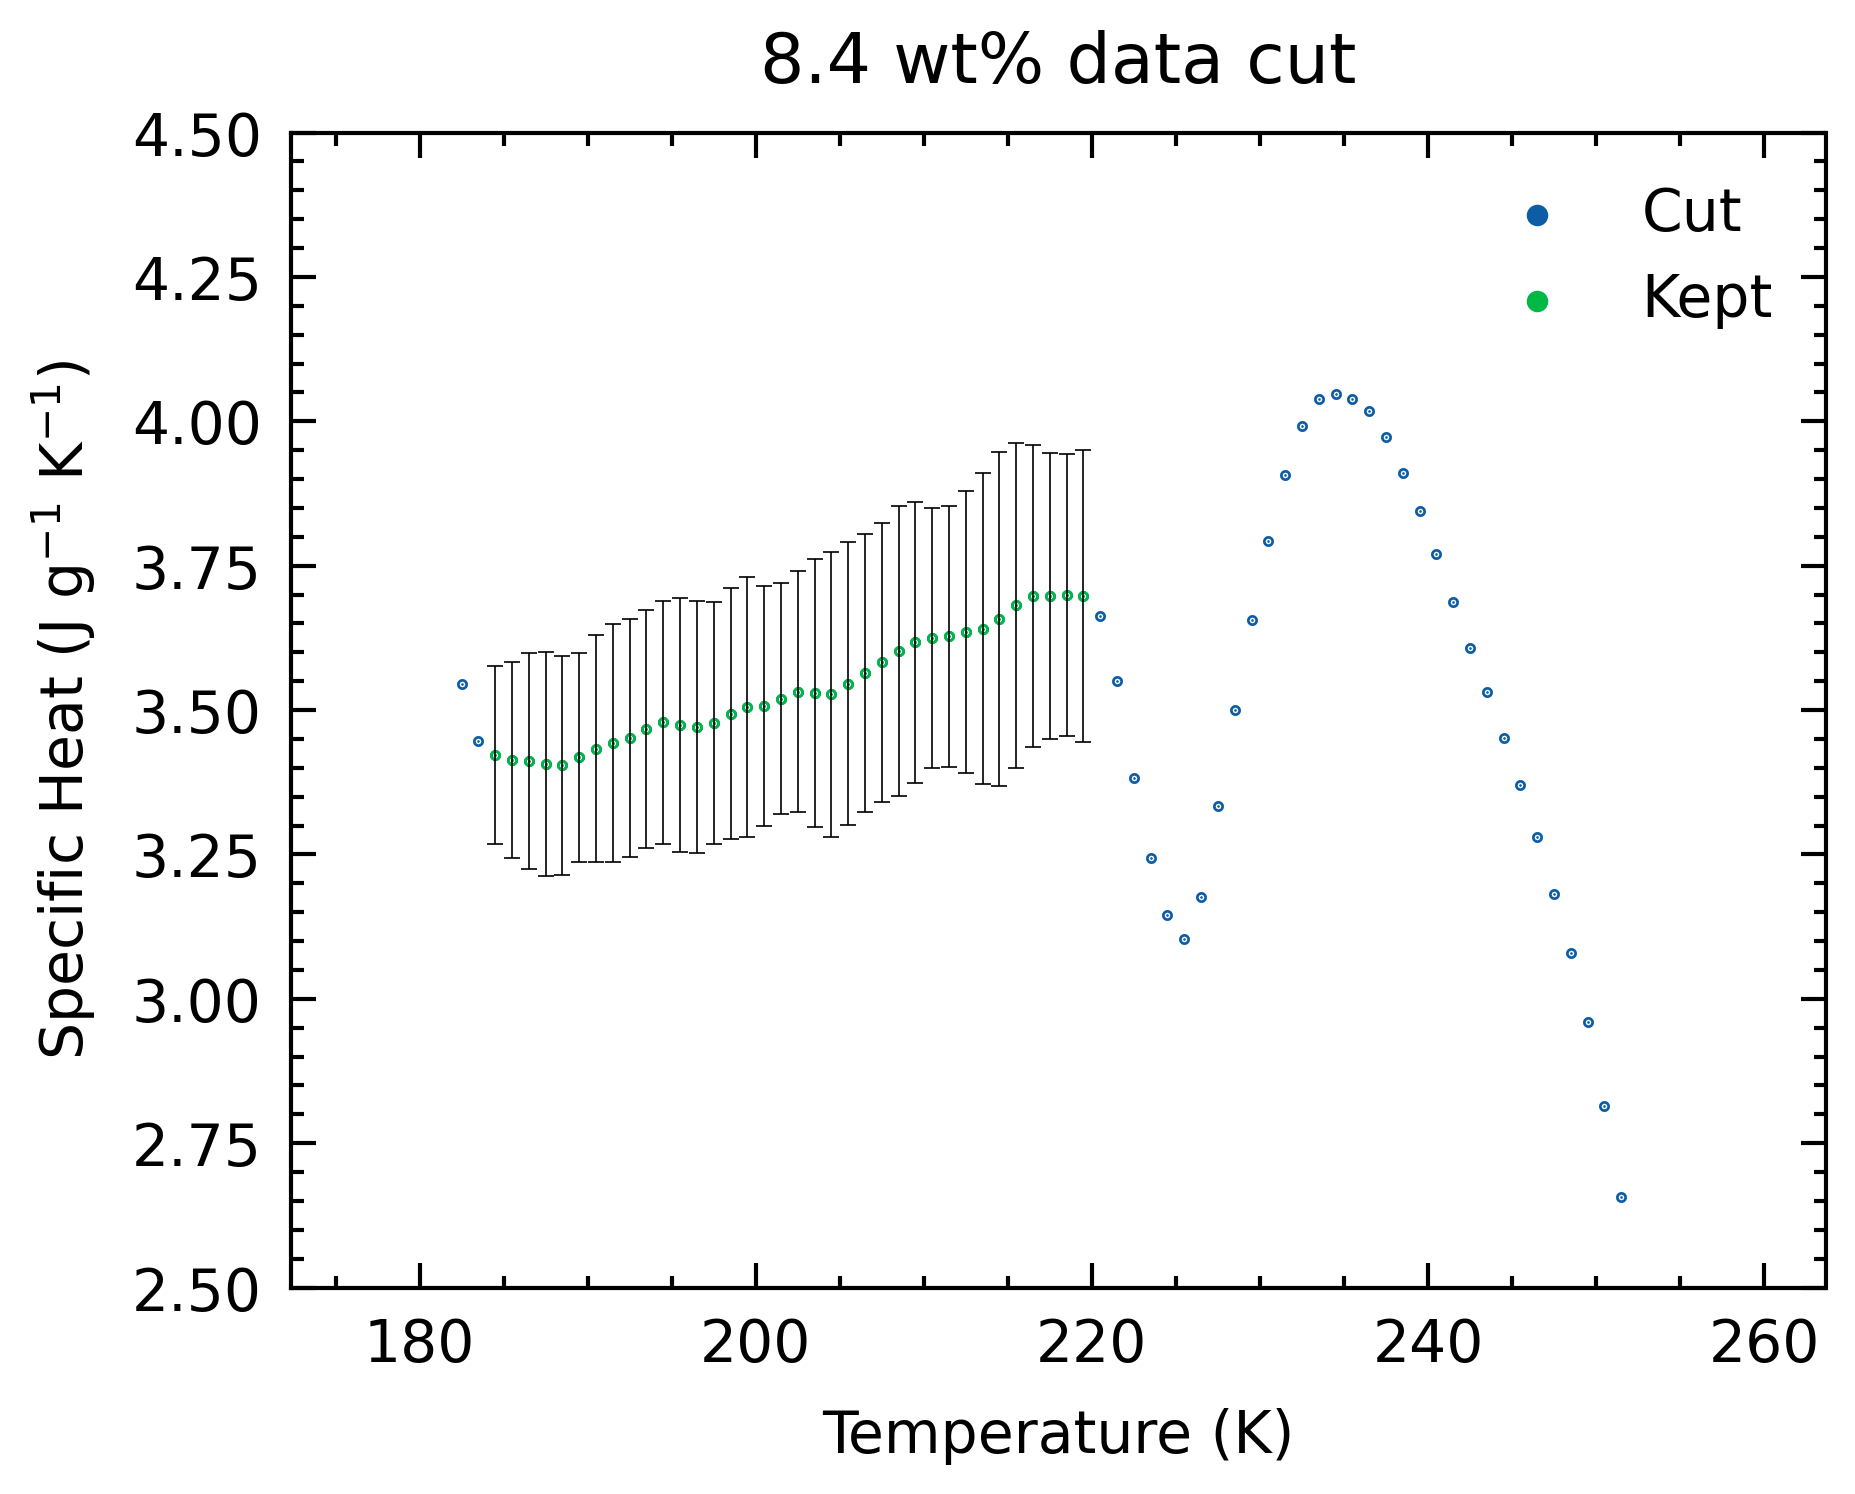 8.4 wt% data cut
Specific Heat (J g⁻¹ K⁻¹)
4.50
4.25
4.00
3.75
3.50
3.25
3.00
2.75
2.50
Cut
Kept
180
200
220
240
260
Temperature (K)